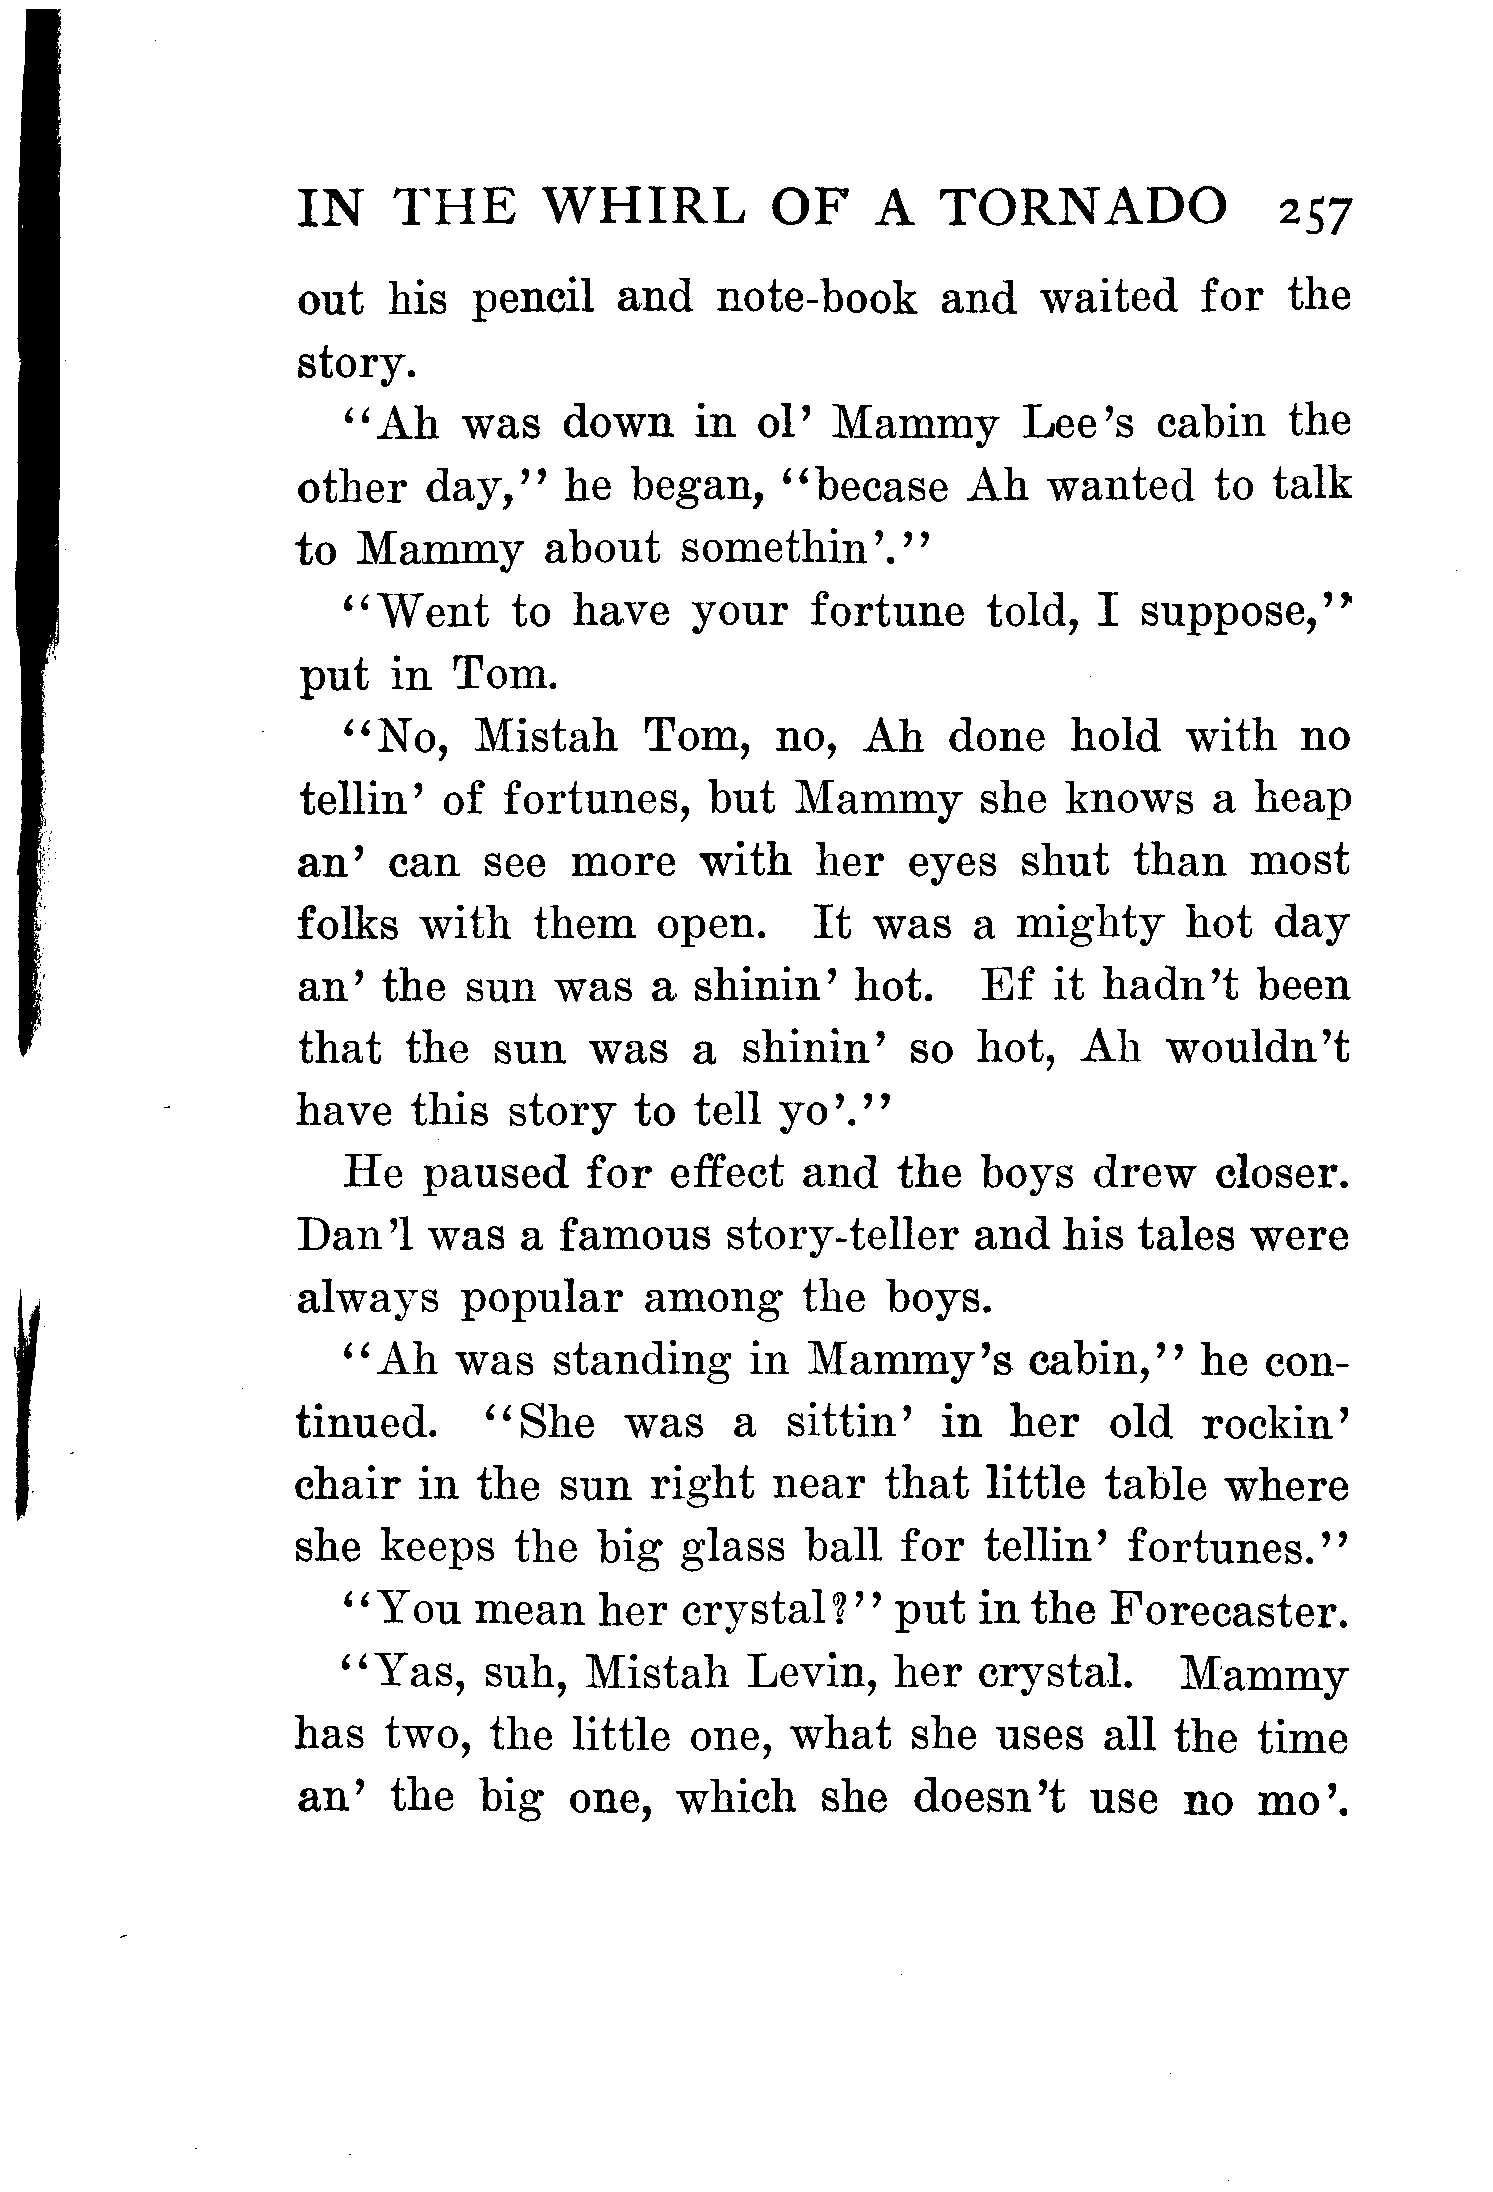 IN THE WHIRL OF A TORNADO 257
out his pencil and note-book and waited for the
story.
"Ah was down in ol' Mammy Lee's cabin the
other day," he began, "becase Ah wanted to talk
to Mammy about somethin'."
"Went to have your fortune told, I suppose,"
put in Tom.
"No, Mistah Tom, no, Ah done hold with no
tellin' of fortunes, but Mammy she knows a heap
an' can see more with her eyes shut than most
folks with them open. It was a mighty hot day
an' the sun was a shinin' hot. Ef it hadn't been
that the sun was a shinin' so hot, Ah wouldn't
have this story to tell yo'."
He paused for effect and the boys drew closer.
Dan'l was a famous story-teller and his tales were
always popular among the boys.
"Ah was standing in Mammy's cabin," he con-
tinued. "She was a sittin' in her old rockin'
chair in the sun right near that little table where
she keeps the big glass ball for tellin' fortunes."
"You mean her crystal?" put in the Forecaster.
"Yas, suh, Mistah Levin, her crystal. Mammy
has two, the little one, what she uses all the time
an' the big one, which she doesn't use no mo'.